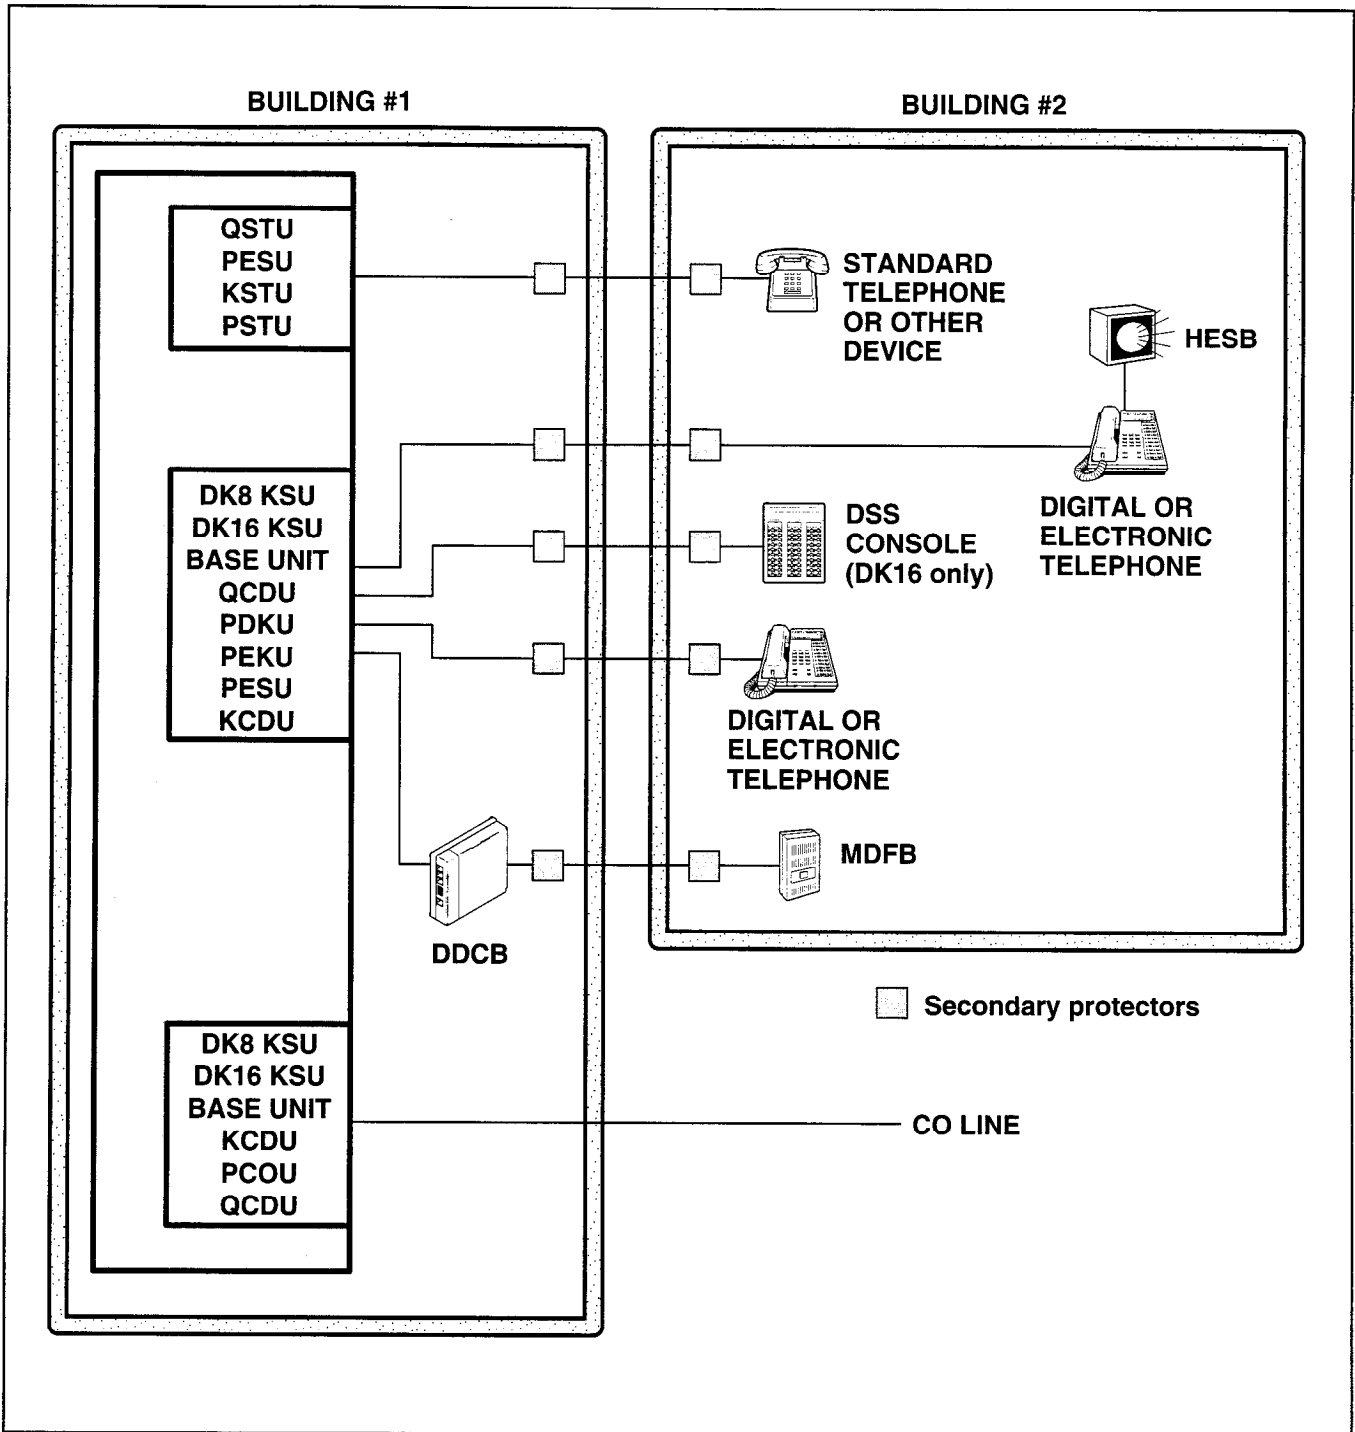 BUILDING #1
BUILDING #2
QSTU
PESU
KSTU
PSTU
STANDARD
TELEPHONE
OR OTHER
DEVICE
HESB
DK8 KSU
DK16 KSU
BASE UNIT
QCDU
PDKU
PEKU
PESU
KCDU
DSS
CONSOLE
(DK16 only)
DIGITAL OR
ELECTRONIC
TELEPHONE
DIGITAL OR
ELECTRONIC
TELEPHONE
DDCB
MDFB
Secondary protectors
DK8 KSU
DK16 KSU
BASE UNIT
KCDU
PCOU
QCDU
CO LINE